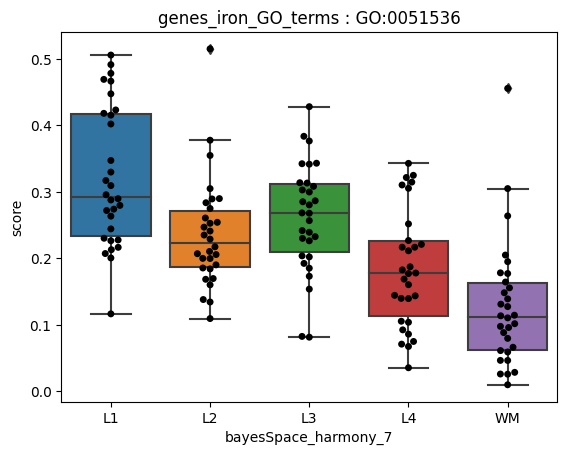 genes_iron_GO_terms : GO:0051536
score
0.5
0.4
0.3
0.2
0.1
0.0
L1 L2 L3 L4 WM
bayesSpace_harmony_7